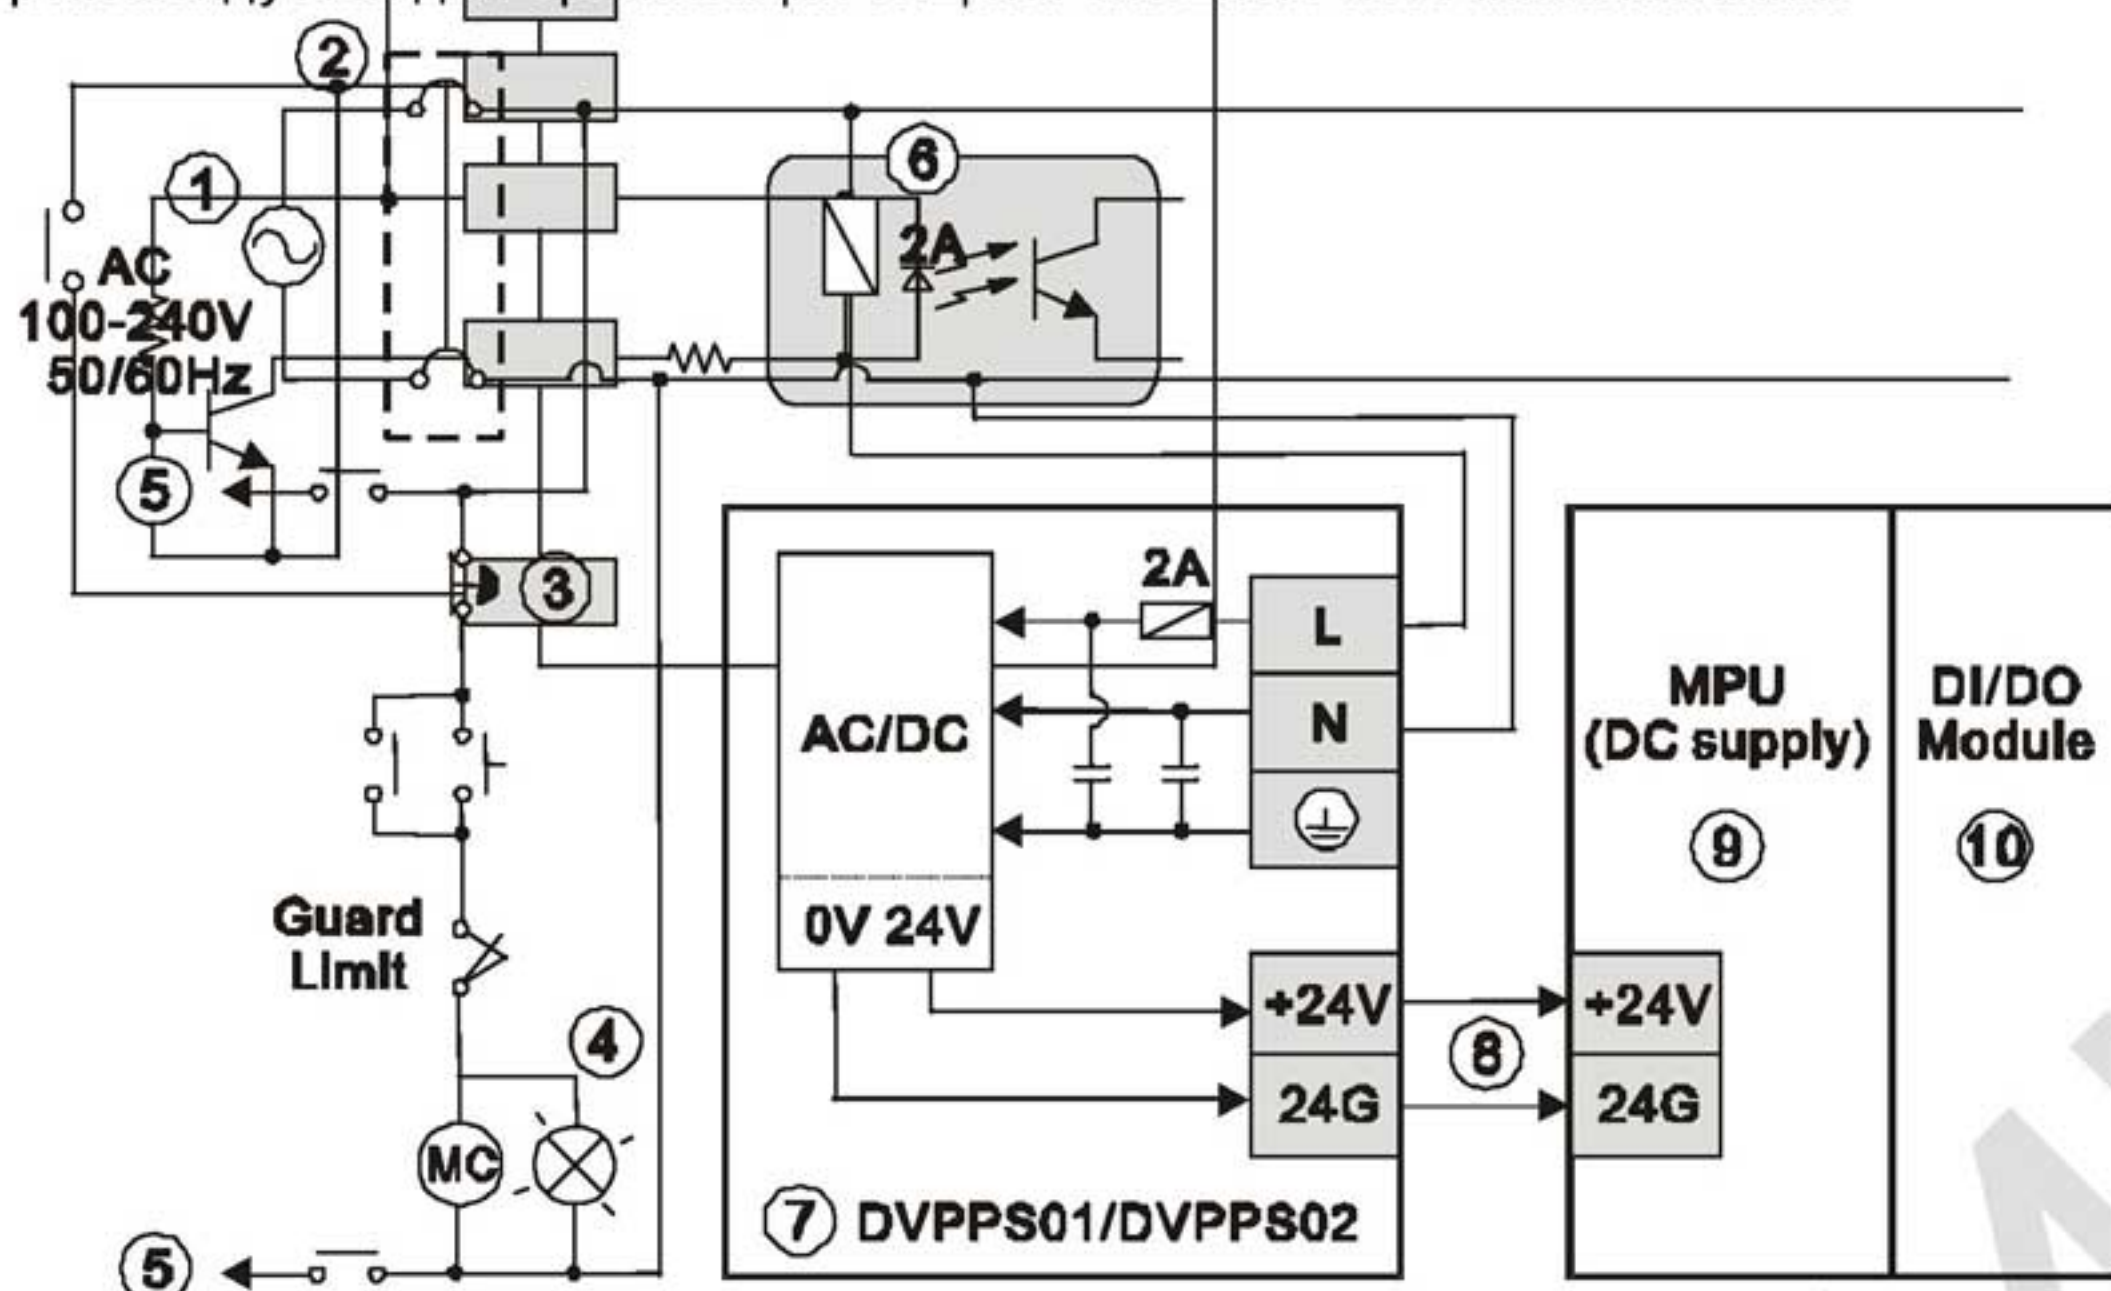 2
1
6
AC
2A
100-240V
50/60Hz
5
3
2A
L
MPU
(DC supply)
DI/DO
Module
AC/DC
N
9
10
Guard
Limit
0V 24V
+24V
+24V
4
8
24G
24G
MC
7 DVPPS01/DVPPS02
5